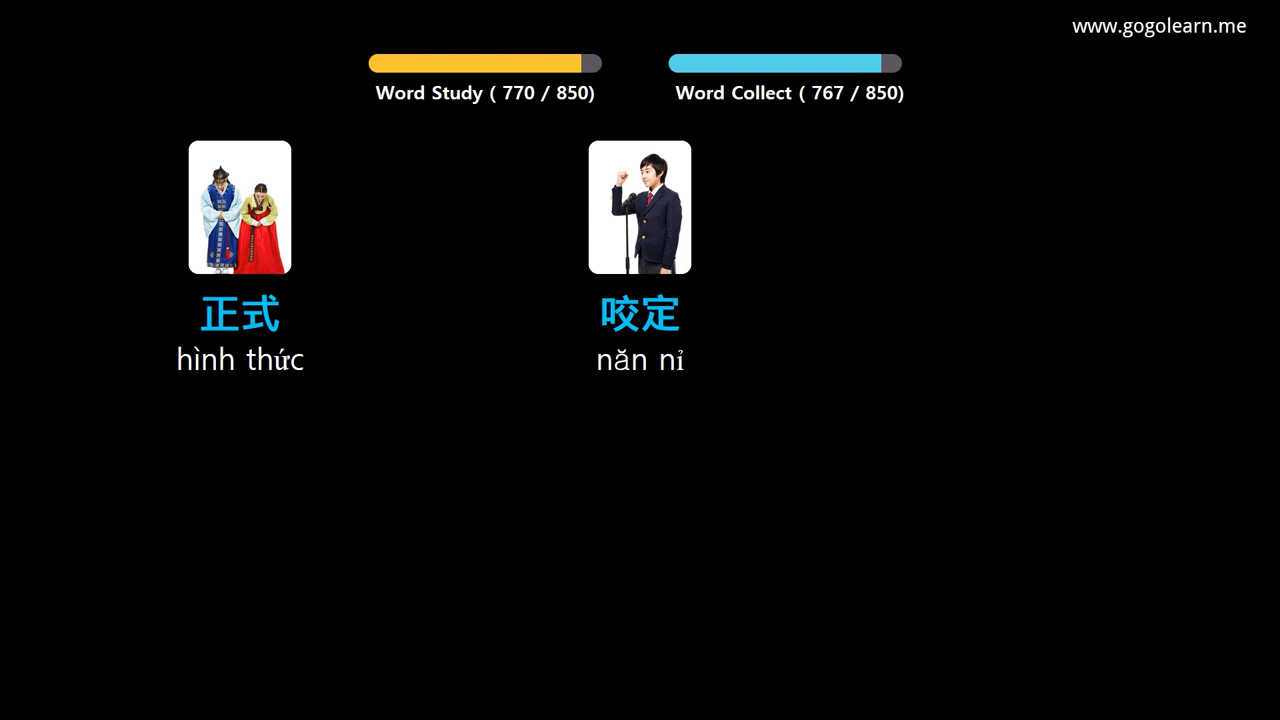 www.gogolearn.me
Word Study ( 770 / 850)
Word Collect ( 767 / 850)
正式
hình thức
咬定
năn nỉ